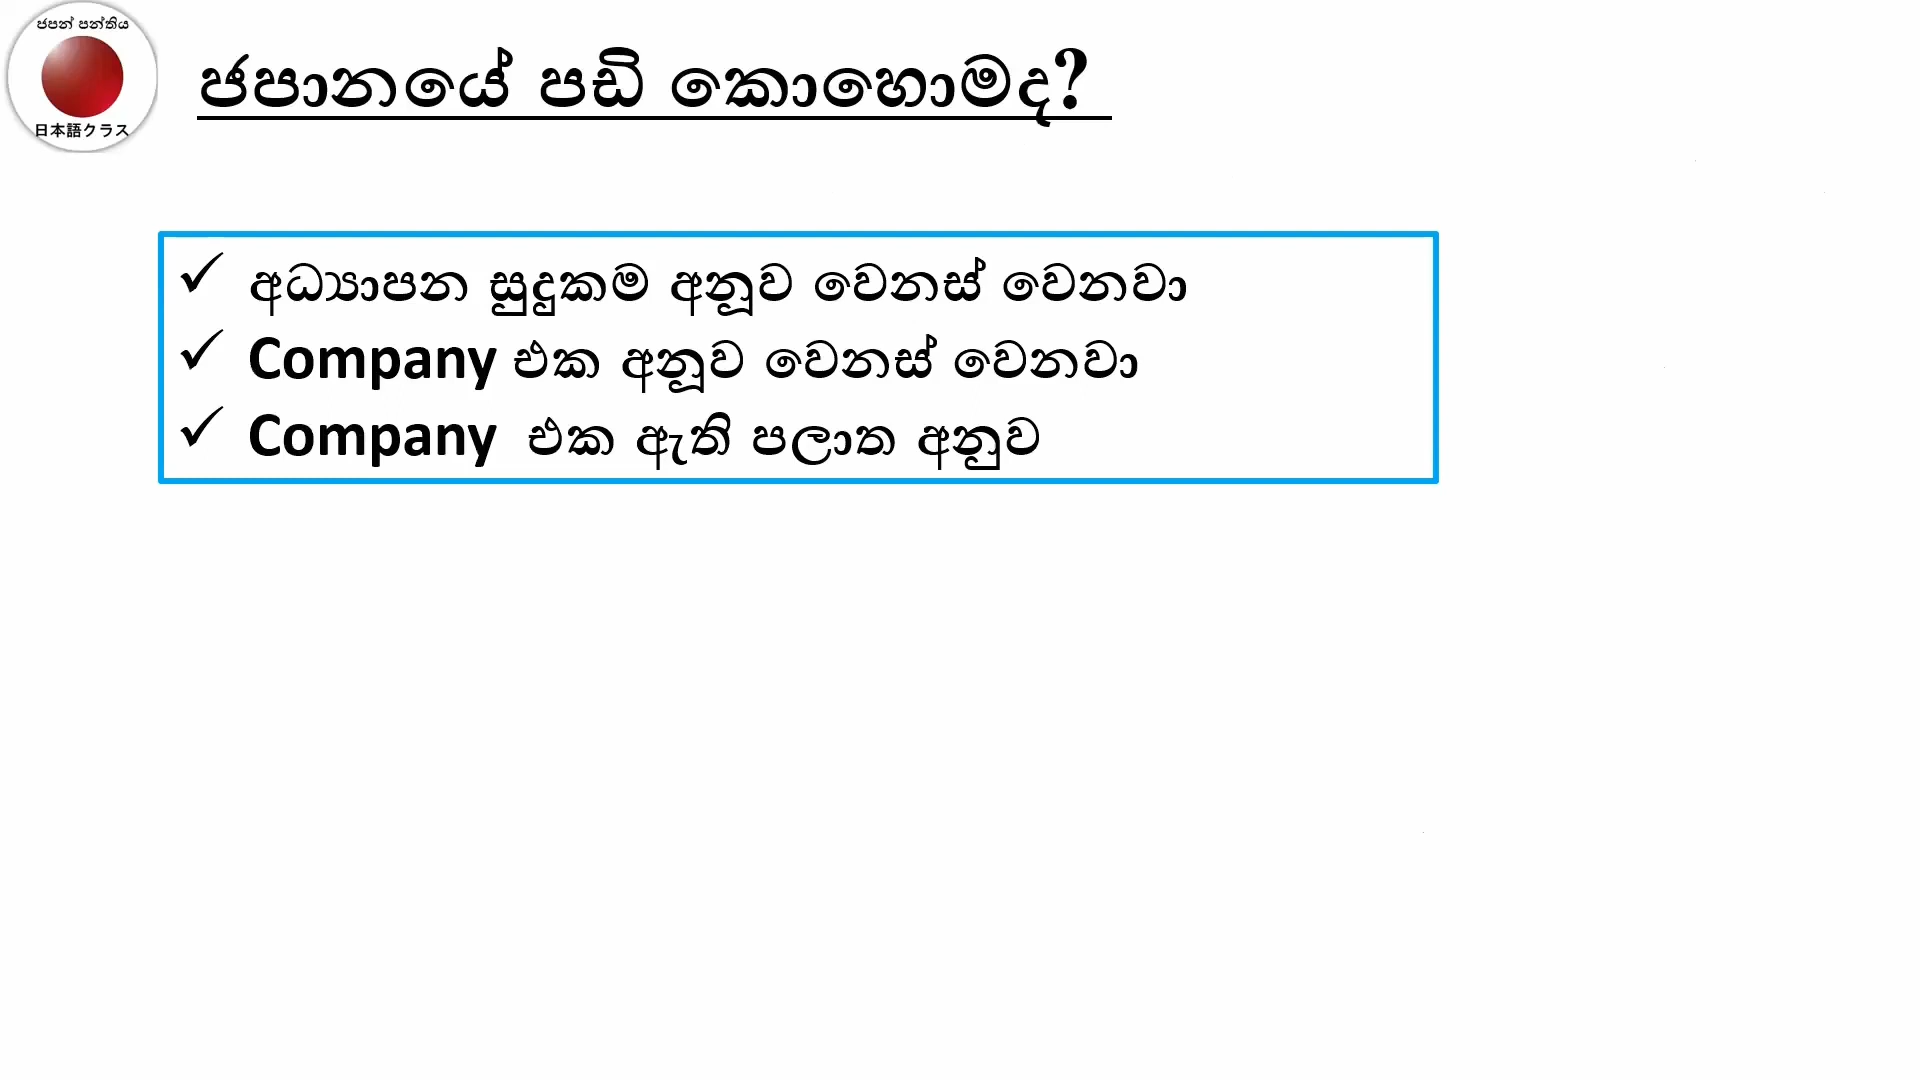 ජපන් පන්තිය
日本語クラス
ජපානයේ පඩි කොහොමද?
✓ අධ්‍යාපන සුදුකම අනූව වෙනස් වෙනවා
✓ Company එක අනූව වෙනස් වෙනවා
✓ Company එක ඇති පලාත අනුව